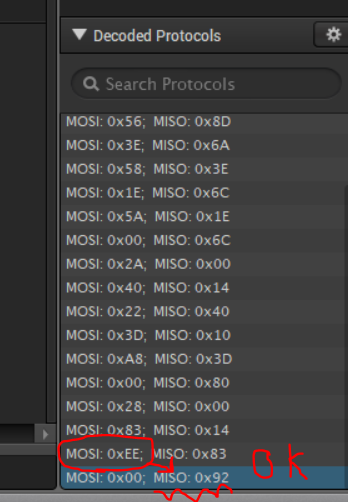 Decoded Protocols
Search Protocols
MOSI: 0x56; MISO: 0x8D
MOSI: 0x3E; MISO: 0x6A
MOSI: 0x58; MISO: 0x3E
MOSI: 0x1E; MISO: 0x6C
MOSI: 0x5A; MISO: 0x1E
MOSI: 0x00; MISO: 0x6C
MOSI: 0x2A; MISO: 0x00
MOSI: 0x40; MISO: 0x14
MOSI: 0x22; MISO: 0x40
MOSI: 0x3D; MISO: 0x10
MOSI: 0xA8; MISO: 0x3D
MOSI: 0x00; MISO: 0x80
MOSI: 0x28; MISO: 0x00
MOSI: 0x83; MISO: 0x14
MOSI: 0xEE; MISO: 0x83
MOSI: 0x00; MISO: 0x92
OK